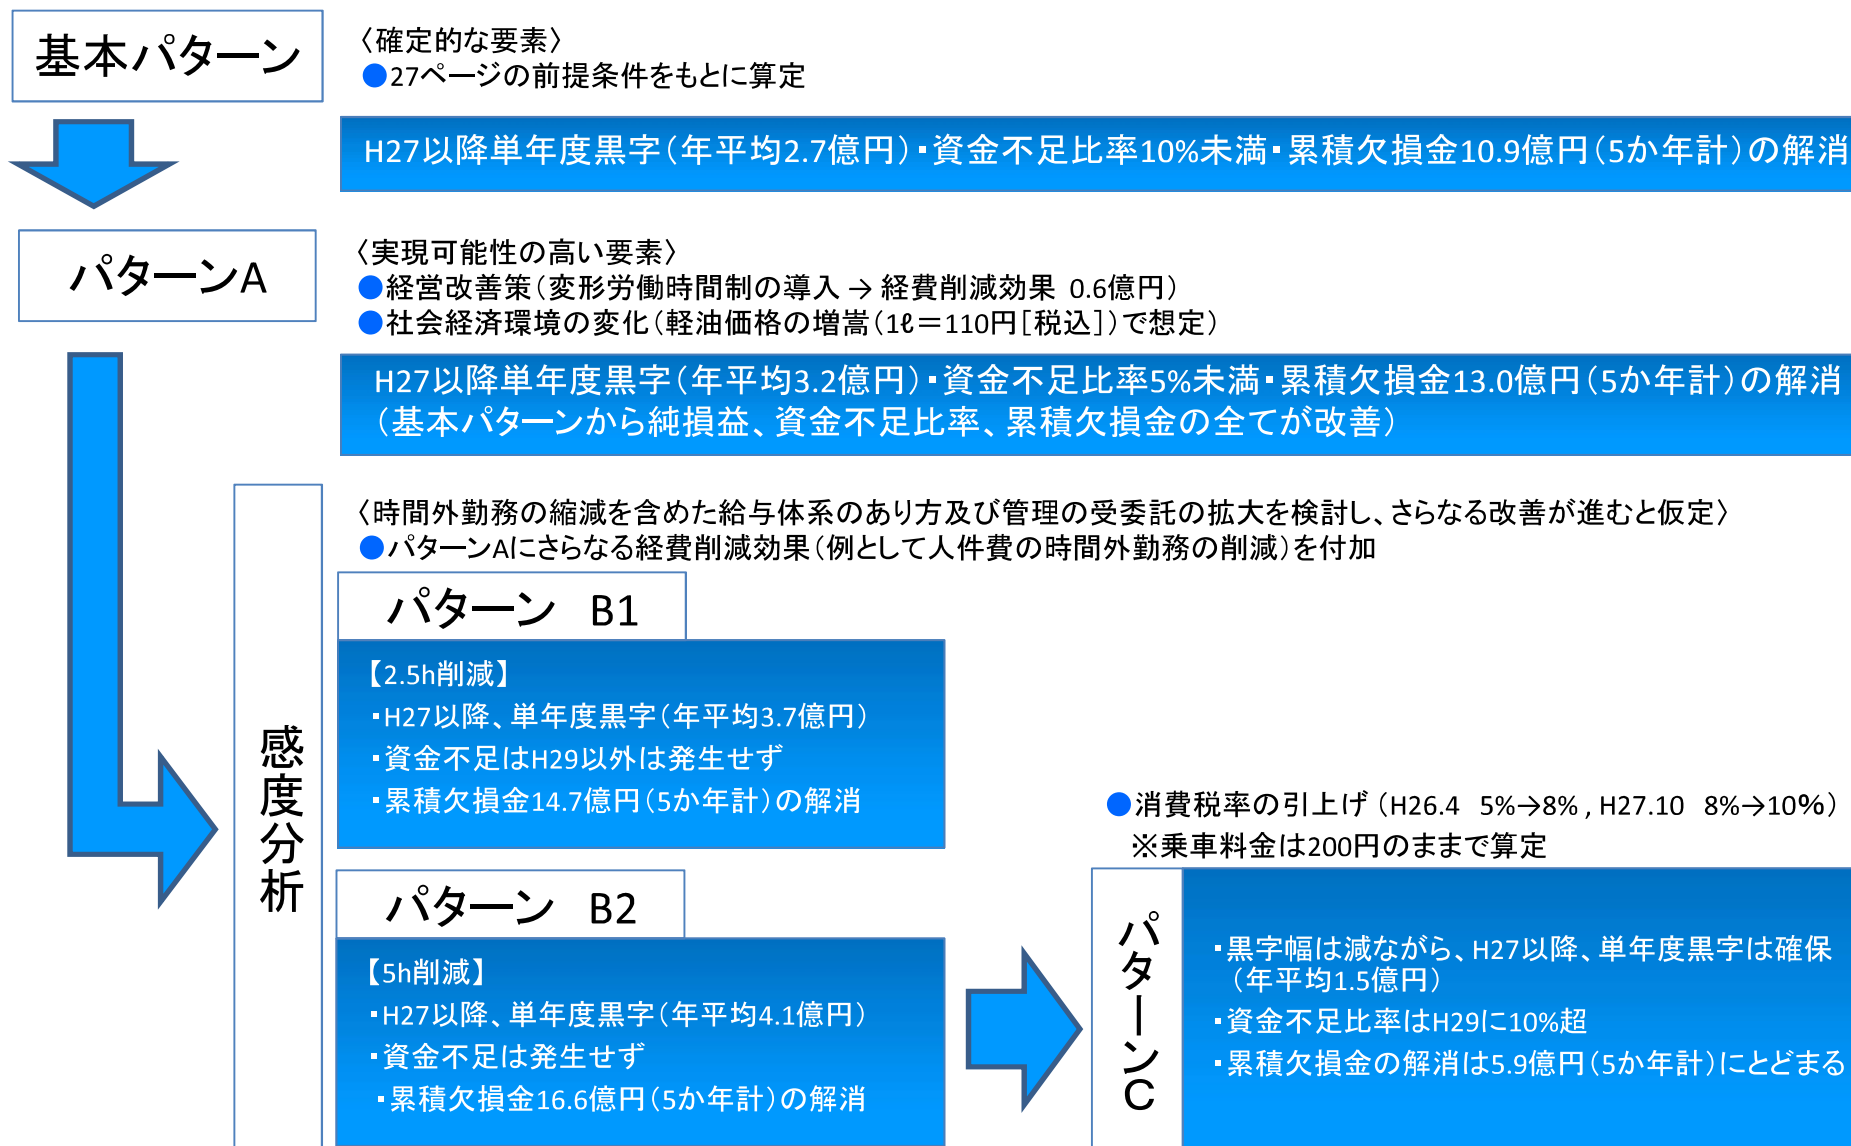 基本パターン
〈確定的な要素〉
●27ページの前提条件をもとに算定
H27以降単年度黒字(年平均2.7億円)・資金不足比率10%未満・累積欠損金10.9億円(5か年計)の解消
パターンA
〈実現可能性の高い要素〉
●経営改善策(変形労働時間制の導入 → 経費削減効果 0.6億円)
●社会経済環境の変化(軽油価格の増嵩(1ℓ=110円[税込])で想定)
H27以降単年度黒字(年平均3.2億円)・資金不足比率5%未満・累積欠損金13.0億円(5か年計)の解消
(基本パターンから純損益、資金不足比率、累積欠損金の全てが改善)
感度分析
〈時間外勤務の縮減を含めた給与体系のあり方及び管理の受委託の拡大を検討し、さらなる改善が進むと仮定〉
●パターンAにさらなる経費削減効果(例として人件費の時間外勤務の削減)を付加
パターン B1
【2.5h削減】
・H27以降、単年度黒字(年平均3.7億円)
・資金不足はH29以外は発生せず
・累積欠損金14.7億円(5か年計)の解消
パターン B2
【5h削減】
・H27以降、単年度黒字(年平均4.1億円)
・資金不足は発生せず
・累積欠損金16.6億円(5か年計)の解消
●消費税率の引上げ (H26.4 5%→8% , H27.10 8%→10%)
※乗車料金は200円のままで算定
パターンC
・黒字幅は減ながら、H27以降、単年度黒字は確保
(年平均1.5億円)
・資金不足比率はH29に10%超
・累積欠損金の解消は5.9億円(5か年計)にとどまる